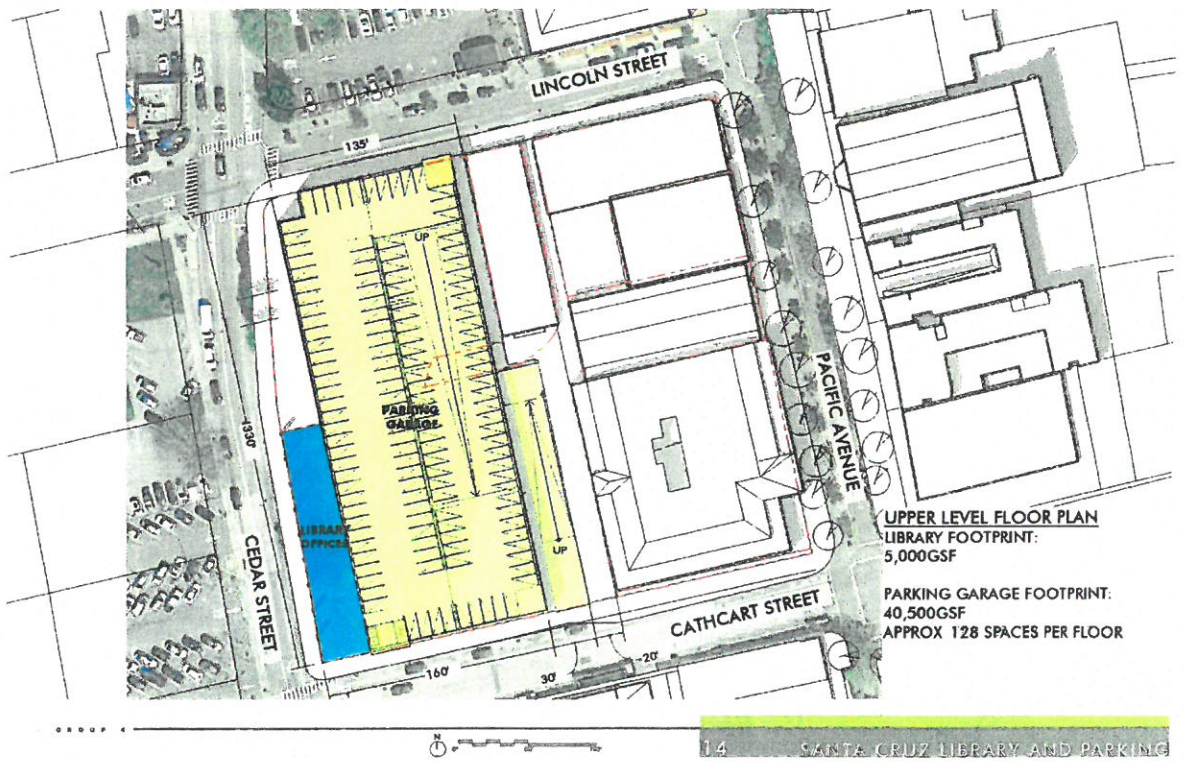 LINCOLN STREET
135'
UP
PARKING
GARAGE
PACIFIC AVENUE
330'
LIBRARY
OFFICES
UP
CEDAR STREET
CATHCART STREET
160'
30'
20'
UPPER LEVEL FLOOR PLAN
LIBRARY FOOTPRINT:
5,000GSF
PARKING GARAGE FOOTPRINT:
40,500GSF
APPROX 128 SPACES PER FLOOR
GROUP 4
N
14 SANTA CRUZ LIBRARY AND PARKING